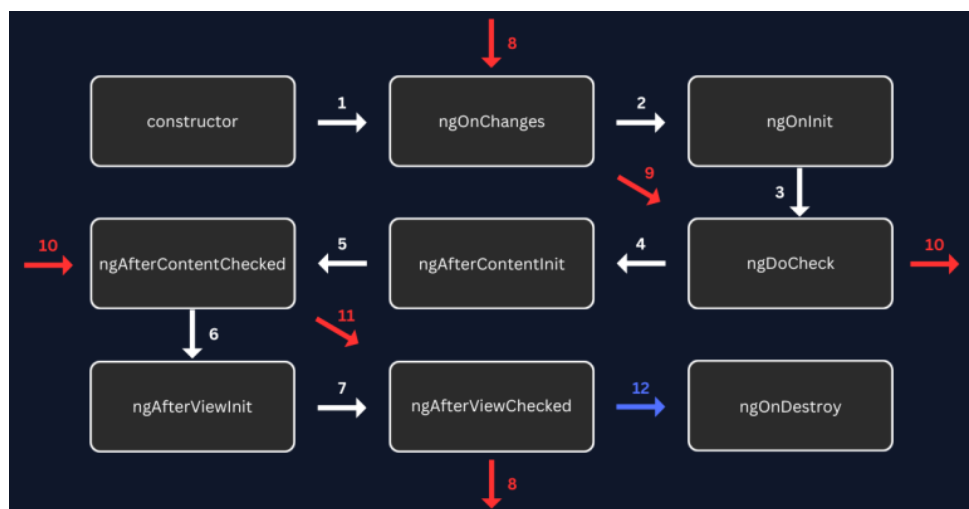 8
constructor
1
ngOnChanges
2
ngOnInit
9
3
10
ngAfterContentChecked
5
ngAfterContentInit
4
ngDoCheck
10
6
11
ngAfterViewInit
7
ngAfterViewChecked
12
ngOnDestroy
8